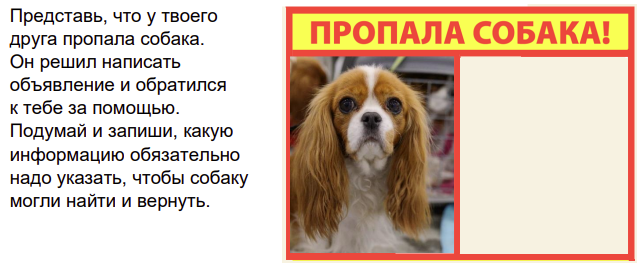 Представь, что у твоего
друга пропала собака.
Он решил написать
объявление и обратился
к тебе за помощью.
Подумай и запиши, какую
информацию обязательно
надо указать, чтобы собаку
могли найти и вернуть.
ПРОПАЛА СОБАКА!